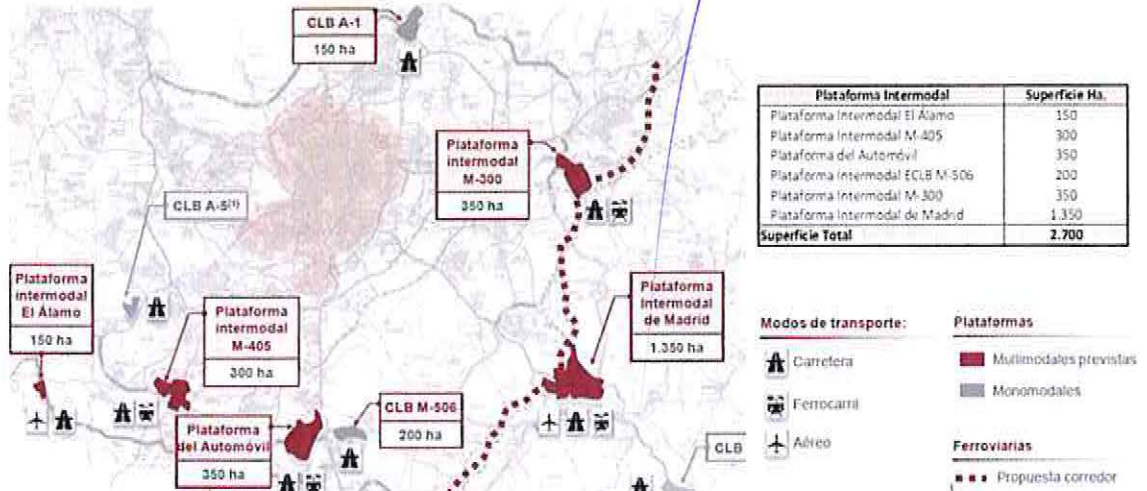 CLB A-1
150 ha
Plataforma
intermodal
M-300
350 ha
CLB A-5(1)
Plataforma
intermodal
El Álamo
150 ha
Plataforma
intermodal
M-405
300 ha
Plataforma
Intermodal
de Madrid
1.350 ha
Plataforma
del Automóvil
350 ha
CLB M-506
200 ha
CLB
Plataforma Intermodal Superficie Ha.
Plataforma Intermodal El Álamo 150
Plataforma Intermodal M-405 300
Plataforma del Automóvil 350
Plataforma Intermodal ECLB M-506 200
Plataforma Intermodal M-300 350
Plataforma Intermodal de Madrid 1.350
Superficie Total 2.700
Modos de transporte:
Carretera
Ferrocarril
Aéreo
Plataformas
Multimodales previstas
Monomodales
Ferroviarias
Propuesta corredor